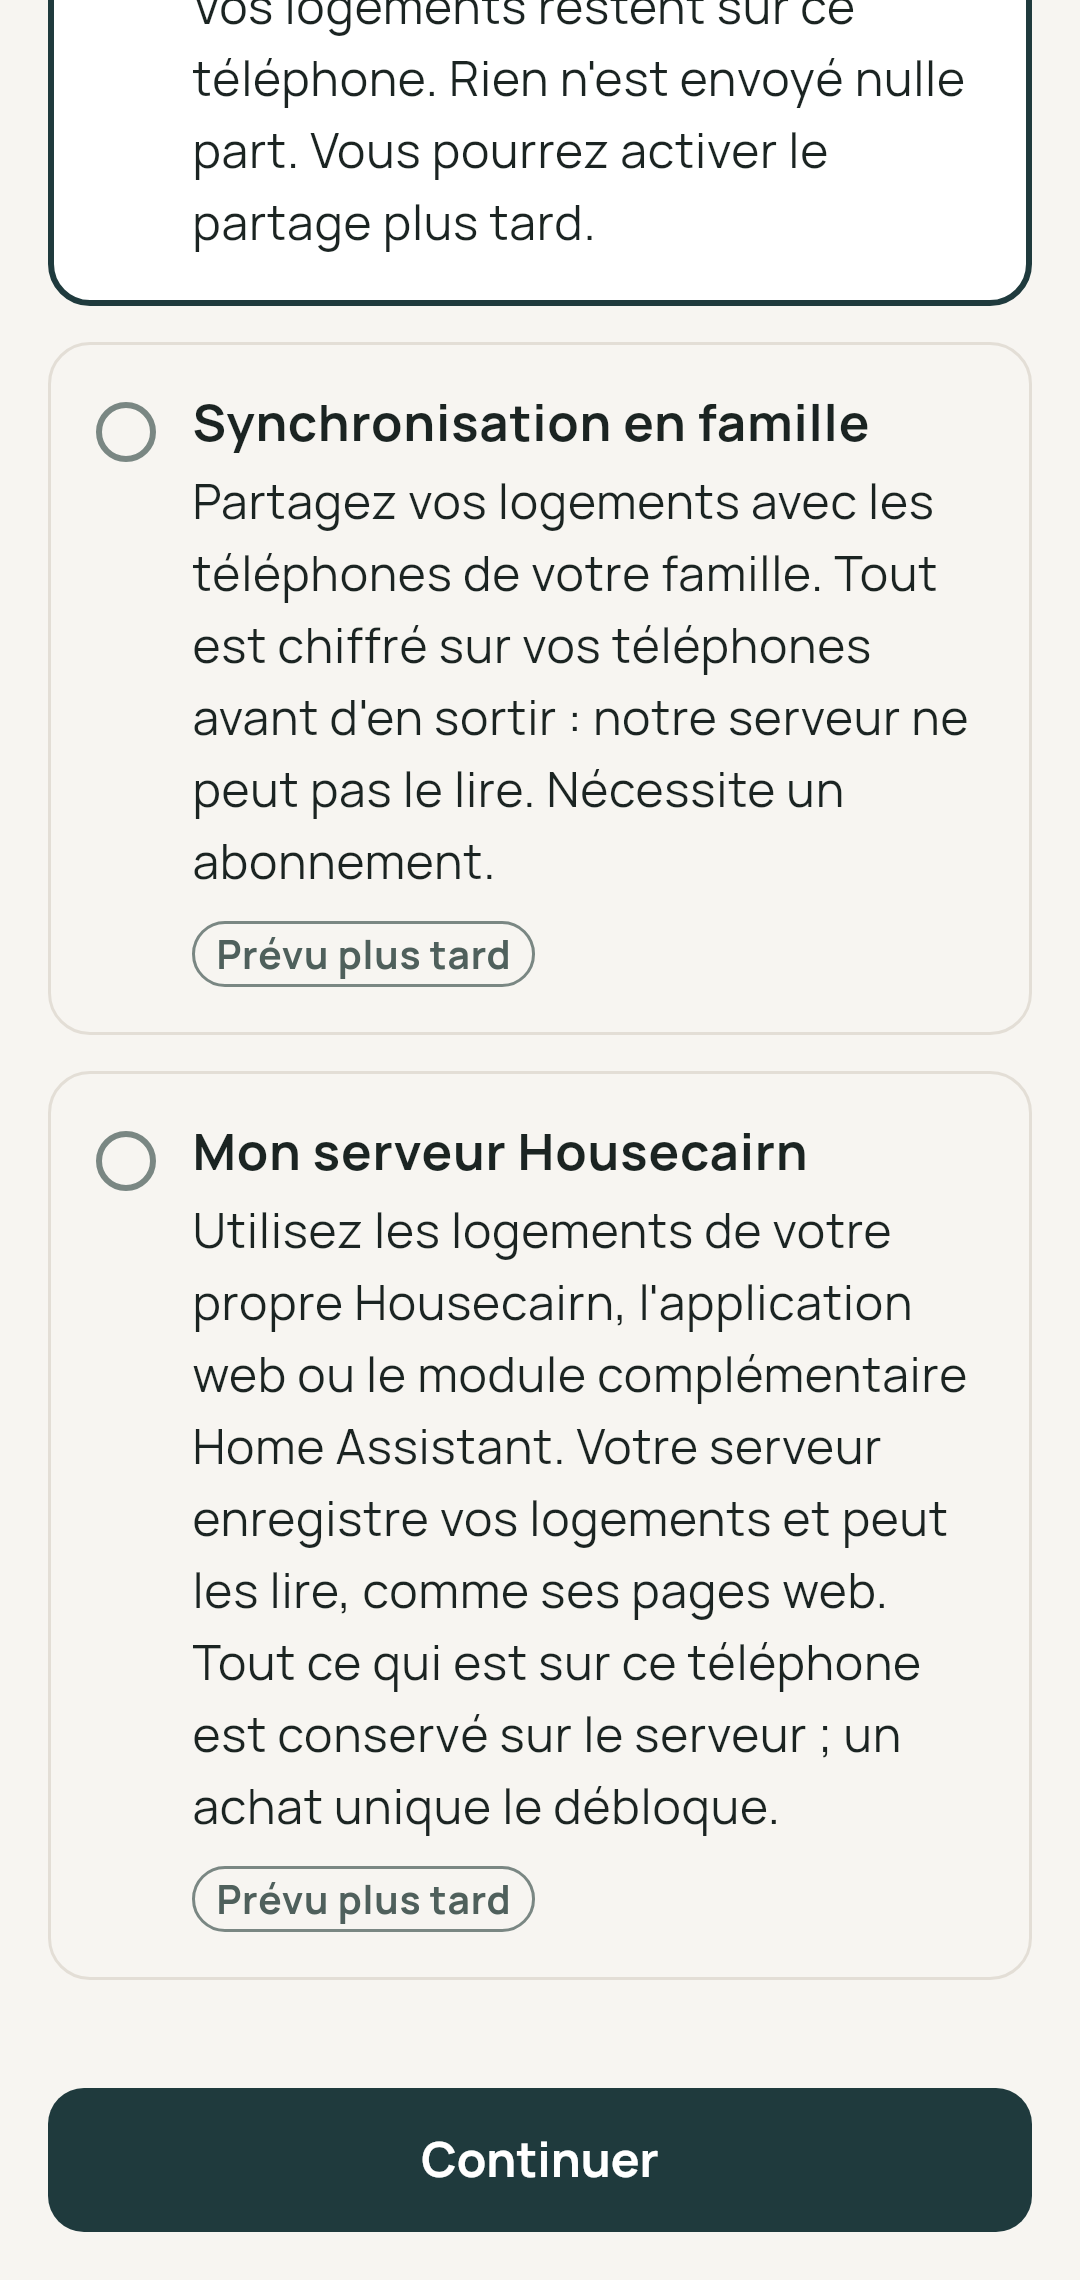 Vos logements restent sur ce
téléphone. Rien n'est envoyé nulle
part. Vous pourrez activer le
partage plus tard.
Synchronisation en famille
Partagez vos logements avec les
téléphones de votre famille. Tout
est chiffré sur vos téléphones
avant d'en sortir : notre serveur ne
peut pas le lire. Nécessite un
abonnement.
Prévu plus tard
Mon serveur Housecairn
Utilisez les logements de votre
propre Housecairn, l'application
web ou le module complémentaire
Home Assistant. Votre serveur
enregistre vos logements et peut
les lire, comme ses pages web.
Tout ce qui est sur ce téléphone
est conservé sur le serveur ; un
achat unique le débloque.
Prévu plus tard
Continuer